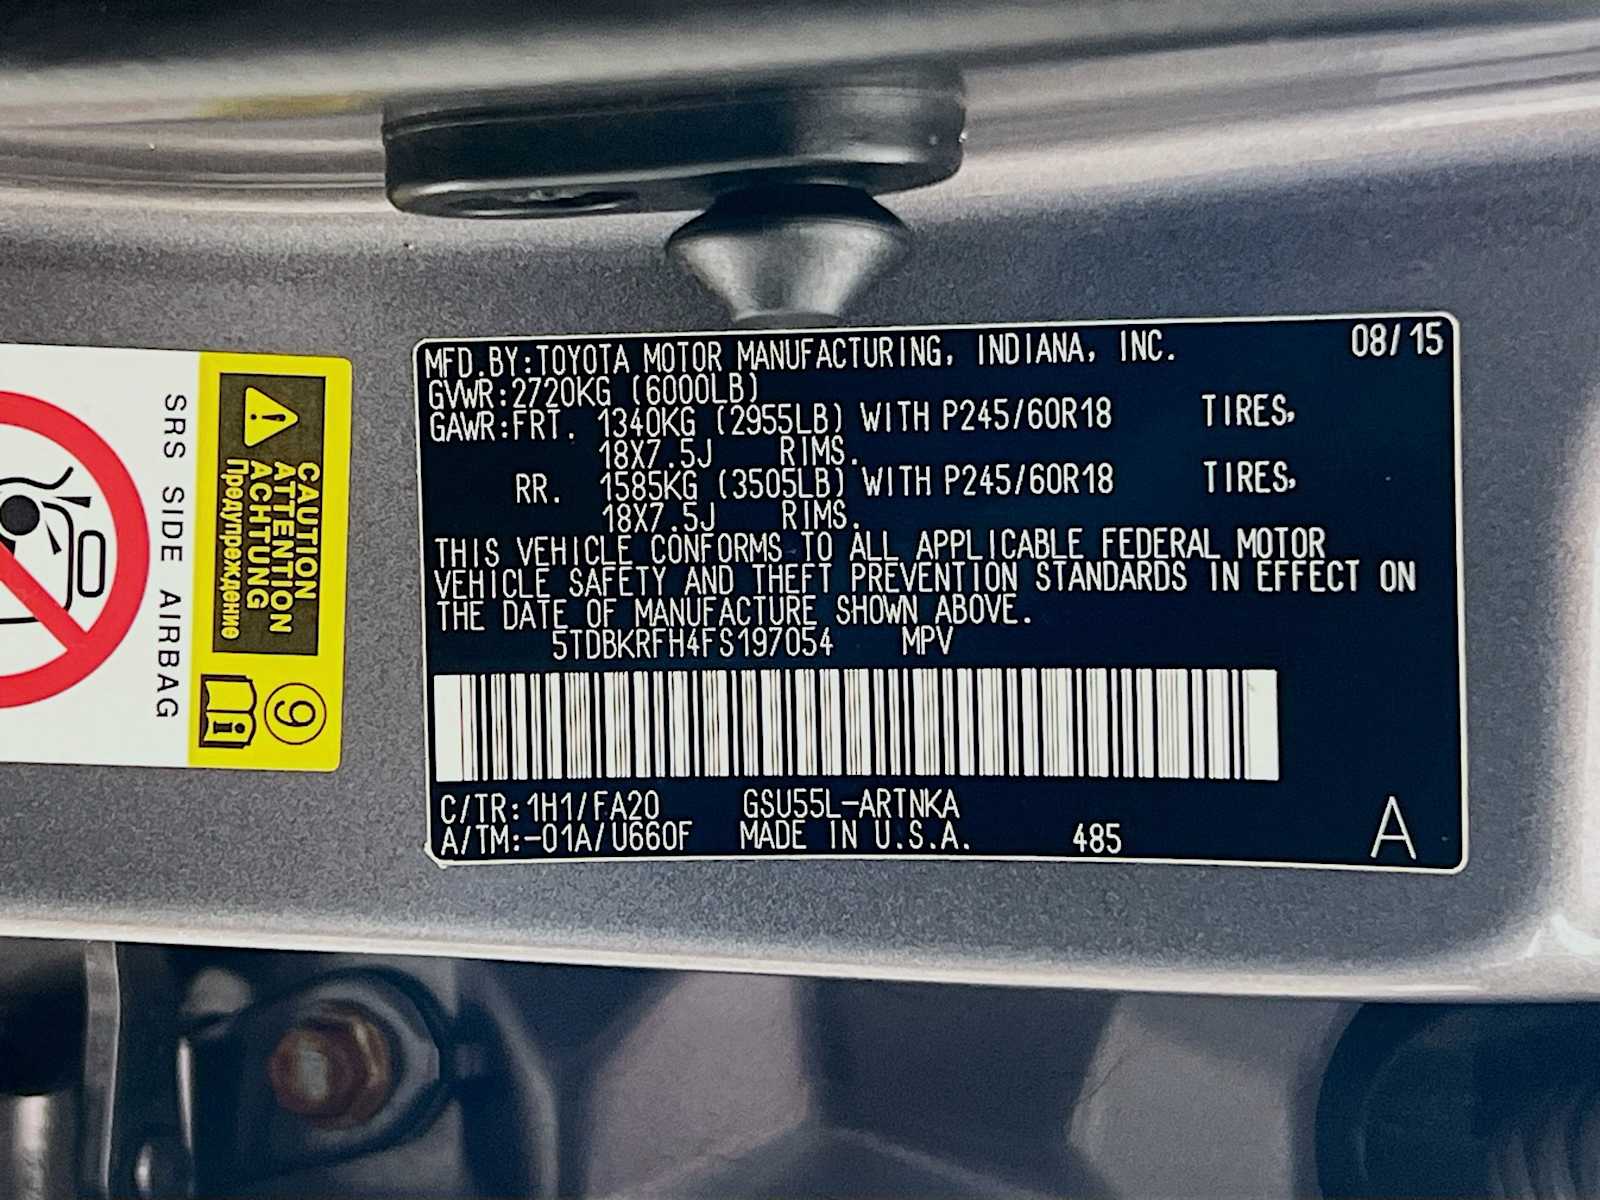 MFD.BY:TOYOTA MOTOR MANUFACTURING, INDIANA, INC. 08/15
GVWR:2720KG (6000LB)
GAWR:FRT. 1340KG (2955LB) WITH P245/60R18 TIRES,
18X7.5J RIMS.
RR. 1585KG (3505LB) WITH P245/60R18 TIRES,
18X7.5J RIMS.
THIS VEHICLE CONFORMS TO ALL APPLICABLE FEDERAL MOTOR
VEHICLE SAFETY AND THEFT PREVENTION STANDARDS IN EFFECT ON
THE DATE OF MANUFACTURE SHOWN ABOVE.
5TDBKRFH4FS197054 MPV
C/TR:1H1/FA20 GSU55L-ARTNKA
A/TM:-01A/U660F MADE IN U.S.A. 485 A
CAUTION
ATTENTION
ACHTUNG
Предупреждение
9
SRS SIDE AIRBAG